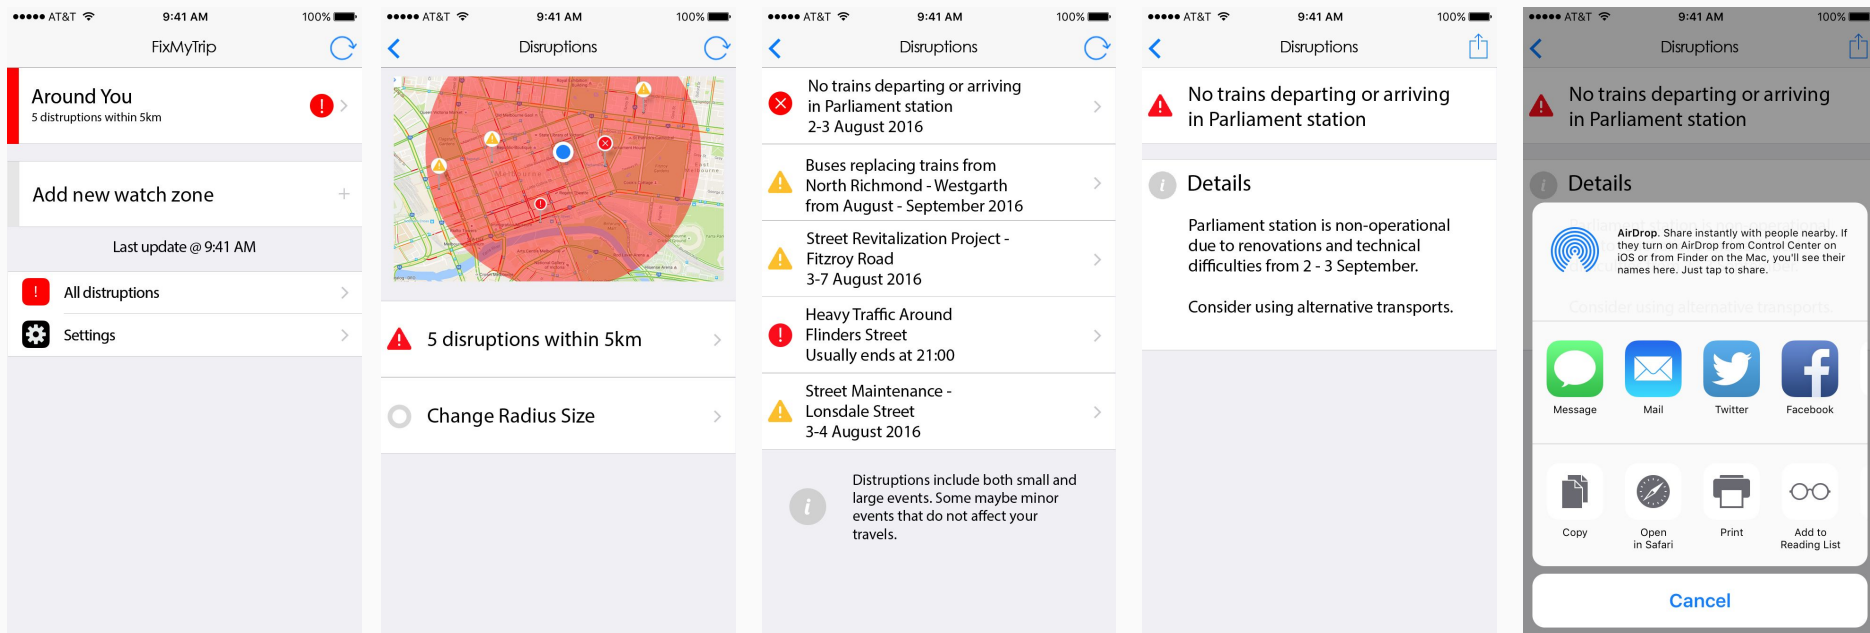 AT&T 9:41 AM 100%
FixMyTrip
Around You
5 distruptions within 5km
Add new watch zone
Last update @ 9:41 AM
All distruptions
Settings
AT&T 9:41 AM 100%
Disruptions
Melbourne
5 disruptions within 5km
Change Radius Size
AT&T 9:41 AM 100%
Disruptions
No trains departing or arriving
in Parliament station
2-3 August 2016
Buses replacing trains from
North Richmond - Westgarth
from August - September 2016
Street Revitalization Project -
Fitzroy Road
3-7 August 2016
Heavy Traffic Around
Flinders Street
Usually ends at 21:00
Street Maintenance -
Lonsdale Street
3-4 August 2016
Distruptions include both small and
large events. Some maybe minor
events that do not affect your
travels.
AT&T 9:41 AM 100%
Disruptions
No trains departing or arriving
in Parliament station
Details
Parliament station is non-operational
due to renovations and technical
difficulties from 2 - 3 September.
Consider using alternative transports.
AT&T 9:41 AM 100%
Disruptions
No trains departing or arriving
in Parliament station
Details
AirDrop. Share instantly with people nearby. If
they turn on AirDrop from Control Center on
iOS or from Finder on the Mac, you'll see their
names here. Just tap to share.
Consider using alternative transports.
Message Mail Twitter Facebook
Copy Open in Safari Print Add to Reading List
Cancel